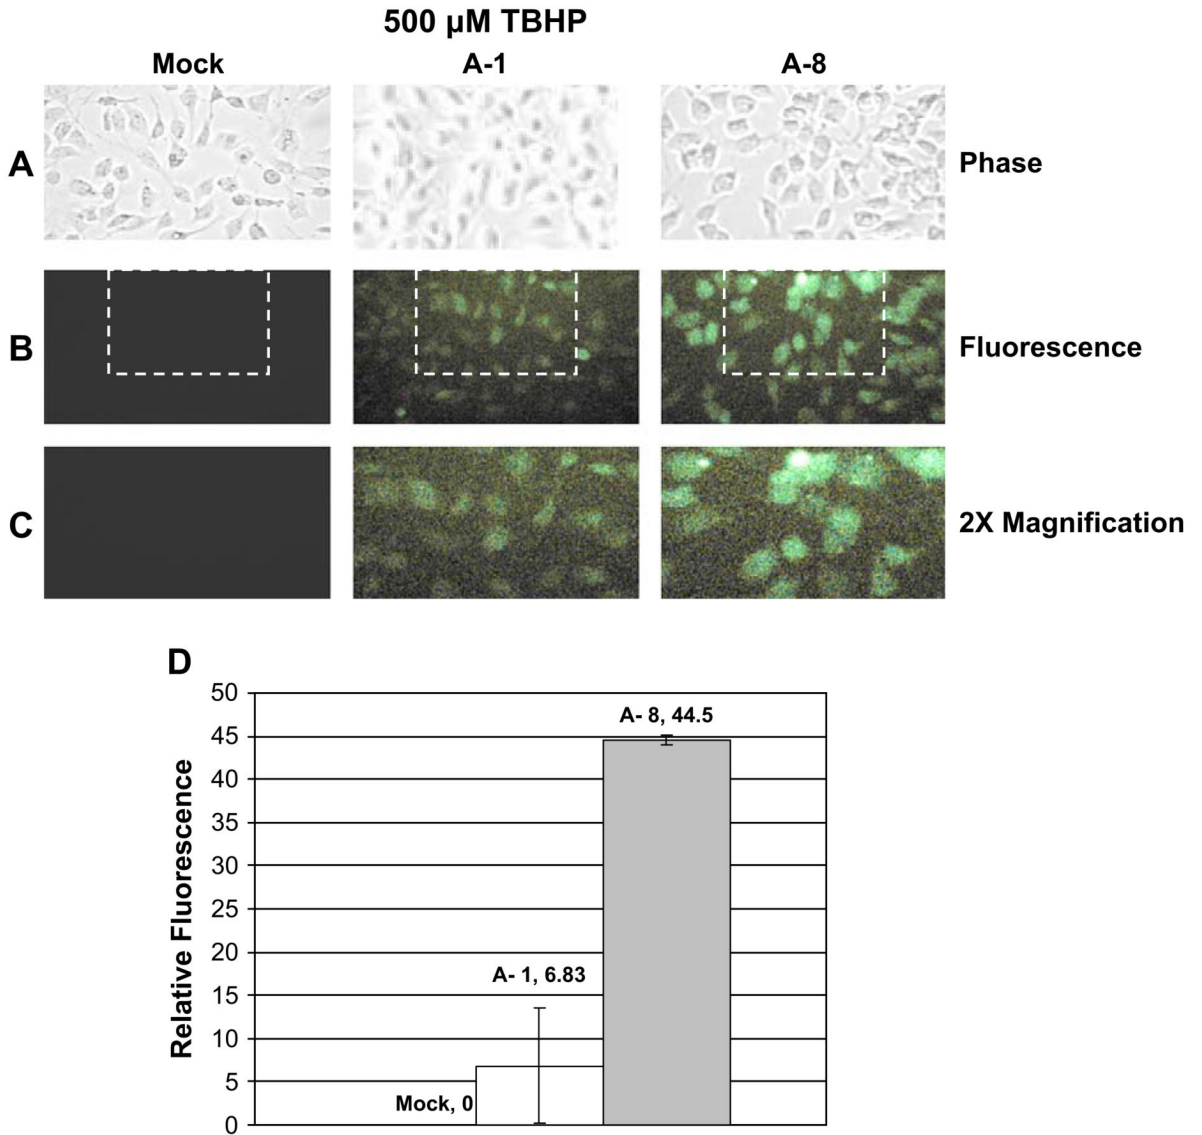 500 µM TBHP
Mock
A-1
A-8
A
Phase
B
Fluorescence
C
2X Magnification
D
50
45
40
35
30
25
20
15
10
5
0
Relative Fluorescence
A- 8, 44.5
A- 1, 6.83
Mock, 0